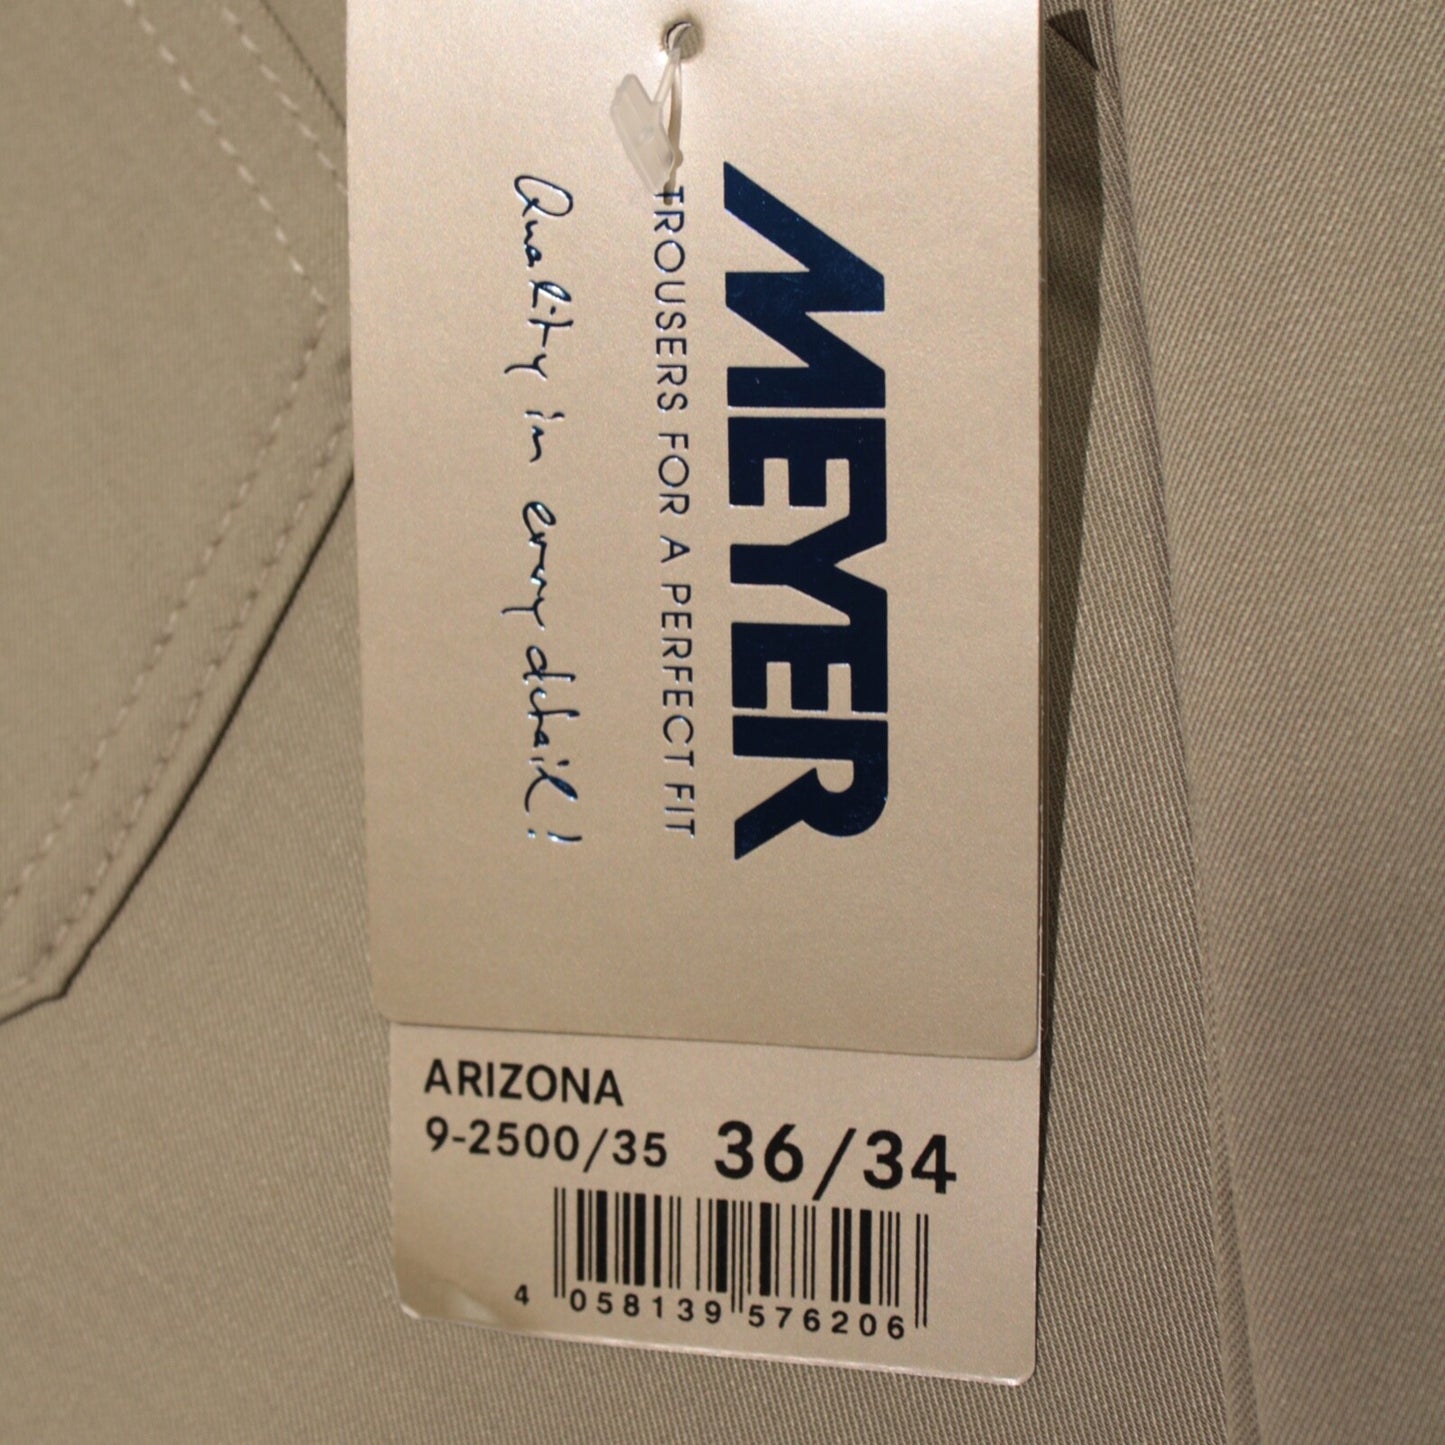 MEYER
TROUSERS FOR A PERFECT FIT
Quality in every detail!
ARIZONA
9-2500/35 36/34
4 058139 576206